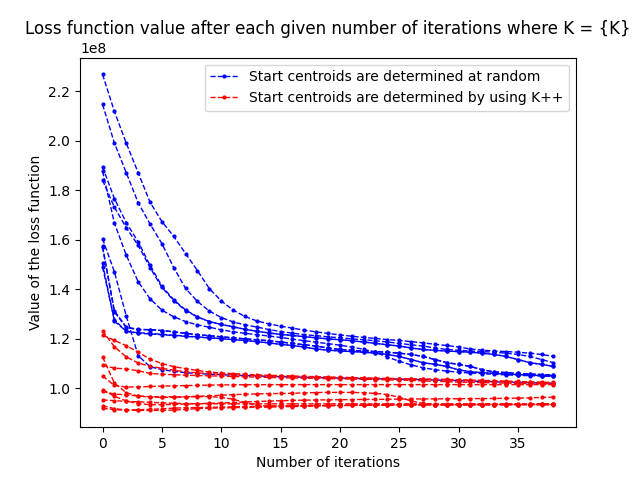 Loss function value after each given number of iterations where K = {K}
1e8
Start centroids are determined at random
Start centroids are determined by using K++
2.2
2.0
1.8
1.6
1.4
1.2
1.0
Value of the loss function
0 5 10 15 20 25 30 35
Number of iterations